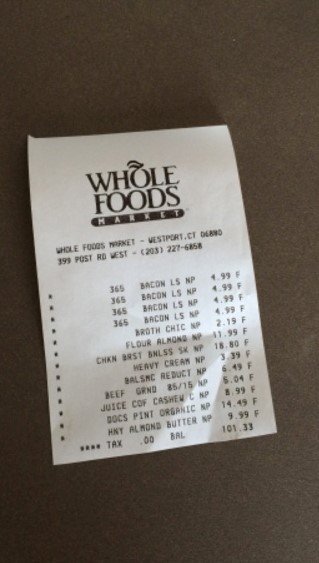 WHOLE
FOODS
MARKET
WHOLE FOODS MARKET - WESTPORT,CT 06880
399 POST RD WEST - (203) 227-6858
365 BACON LS NP 4.99 F
365 BACON LS NP 4.99 F
365 BACON LS NP 4.99 F
365 BACON LS NP 4.99 F
BROTH CHIC NP 2.19 F
FLOUR ALMOND NP 11.99 F
CHKN BRST BNLSS SK NP 18.80 F
HEAVY CREAM NP 3.39 F
BALSMC REDUCT NP 6.49 F
BEEF GRND 85/15 NP 5.04 F
JUICE COF CASHEW C NP 8.99 F
DOCS PINT ORGANIC NP 14.49 F
HNY ALMOND BUTTER NP 9.99 F
**** TAX .00 BAL 101.33